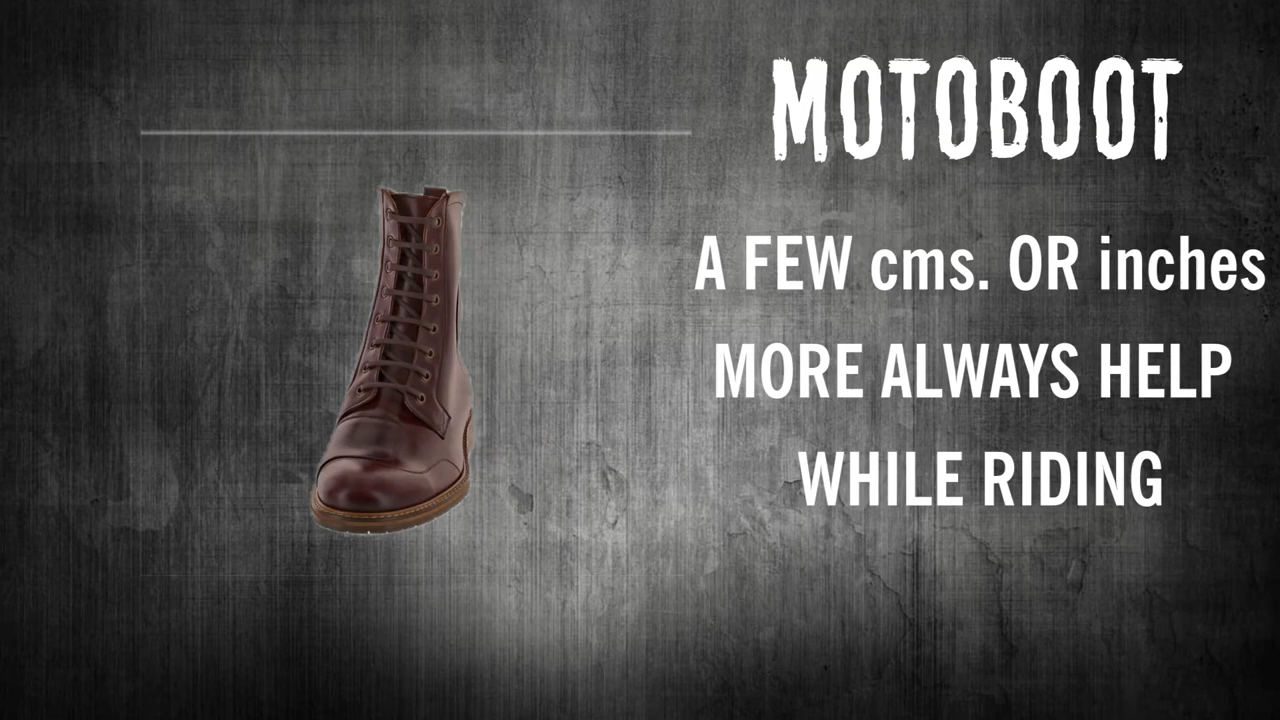 MOTOBOOT
A FEW cms. OR inches
MORE ALWAYS HELP
WHILE RIDING